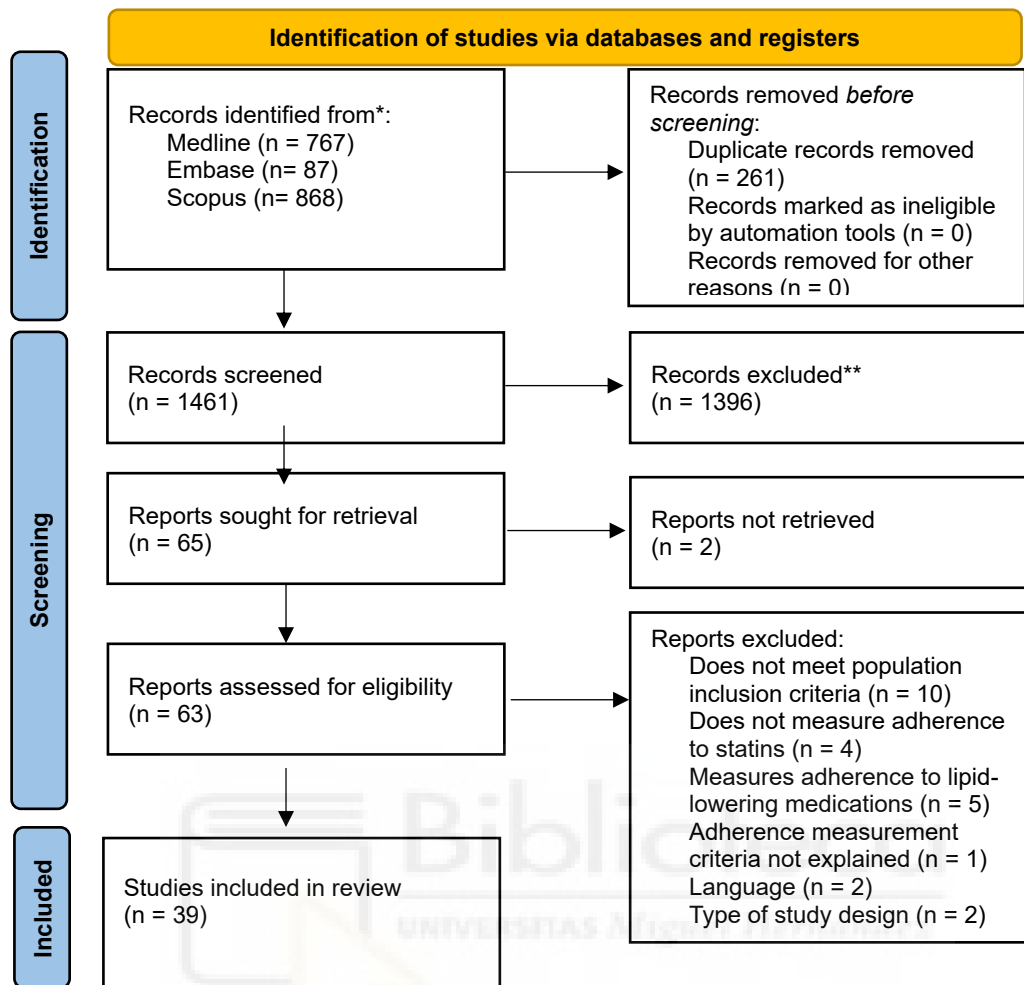 Identification of studies via databases and registers
Identification
Records identified from*:
Medline (n = 767)
Embase (n= 87)
Scopus (n= 868)
Records removed before
screening:
Duplicate records removed
(n = 261)
Records marked as ineligible
by automation tools (n = 0)
Records removed for other
reasons (n = 0)
Screening
Records screened
(n = 1461)
Records excluded**
(n = 1396)
Reports sought for retrieval
(n = 65)
Reports not retrieved
(n = 2)
Reports assessed for eligibility
(n = 63)
Reports excluded:
Does not meet population
inclusion criteria (n = 10)
Does not measure adherence
to statins (n = 4)
Measures adherence to lipid-
lowering medications (n = 5)
Adherence measurement
criteria not explained (n = 1)
Language (n = 2)
Type of study design (n = 2)
Included
Studies included in review
(n = 39)
Biblioteca
UNIVERSITAS Miguel Hernández